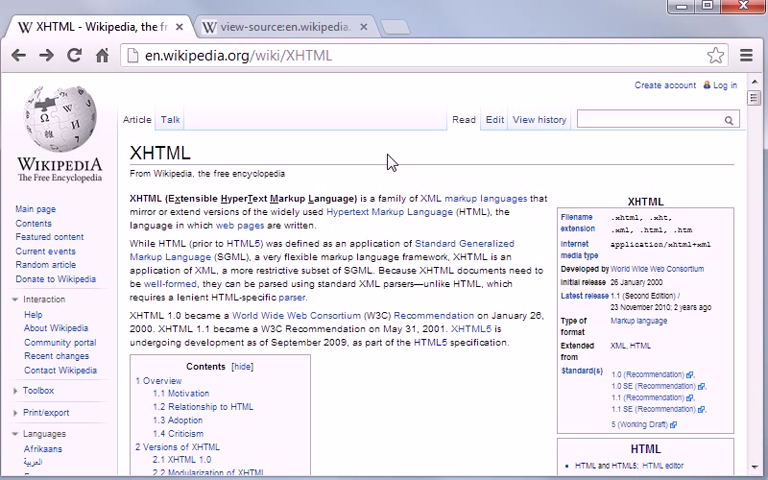 XHTML - Wikipedia, the fr
view-source:en.wikipedia.
en.wikipedia.org/wiki/XHTML
Create account Log in
Article Talk Read Edit View history
WIKIPEDIA
The Free Encyclopedia
Main page
Contents
Featured content
Current events
Random article
Donate to Wikipedia
Interaction
Help
About Wikipedia
Community portal
Recent changes
Contact Wikipedia
Toolbox
Print/export
Languages
Afrikaans
العربية
XHTML
From Wikipedia, the free encyclopedia
XHTML (Extensible HyperText Markup Language) is a family of XML markup languages that
mirror or extend versions of the widely used Hypertext Markup Language (HTML), the
language in which web pages are written.
While HTML (prior to HTML5) was defined as an application of Standard Generalized
Markup Language (SGML), a very flexible markup language framework, XHTML is an
application of XML, a more restrictive subset of SGML. Because XHTML documents need to
be well-formed, they can be parsed using standard XML parsers—unlike HTML, which
requires a lenient HTML-specific parser.
XHTML 1.0 became a World Wide Web Consortium (W3C) Recommendation on January 26,
2000. XHTML 1.1 became a W3C Recommendation on May 31, 2001. XHTML5 is
undergoing development as of September 2009, as part of the HTML5 specification.
Contents [hide]
1 Overview
1.1 Motivation
1.2 Relationship to HTML
1.3 Adoption
1.4 Criticism
2 Versions of XHTML
2.1 XHTML 1.0
2.2 Modularization of XHTML
XHTML
Filename extension .xhtml, .xht,
.xml, .html, .htm
Internet media type application/xhtml+xml
Developed by World Wide Web Consortium
Initial release 26 January 2000
Latest release 1.1 (Second Edition) /
23 November 2010; 2 years ago
Type of format Markup language
Extended from XML, HTML
Standard(s) 1.0 (Recommendation),
1.0 SE (Recommendation),
1.1 (Recommendation),
1.1 SE (Recommendation),
5 (Working Draft)
HTML
HTML and HTML5; HTML editor